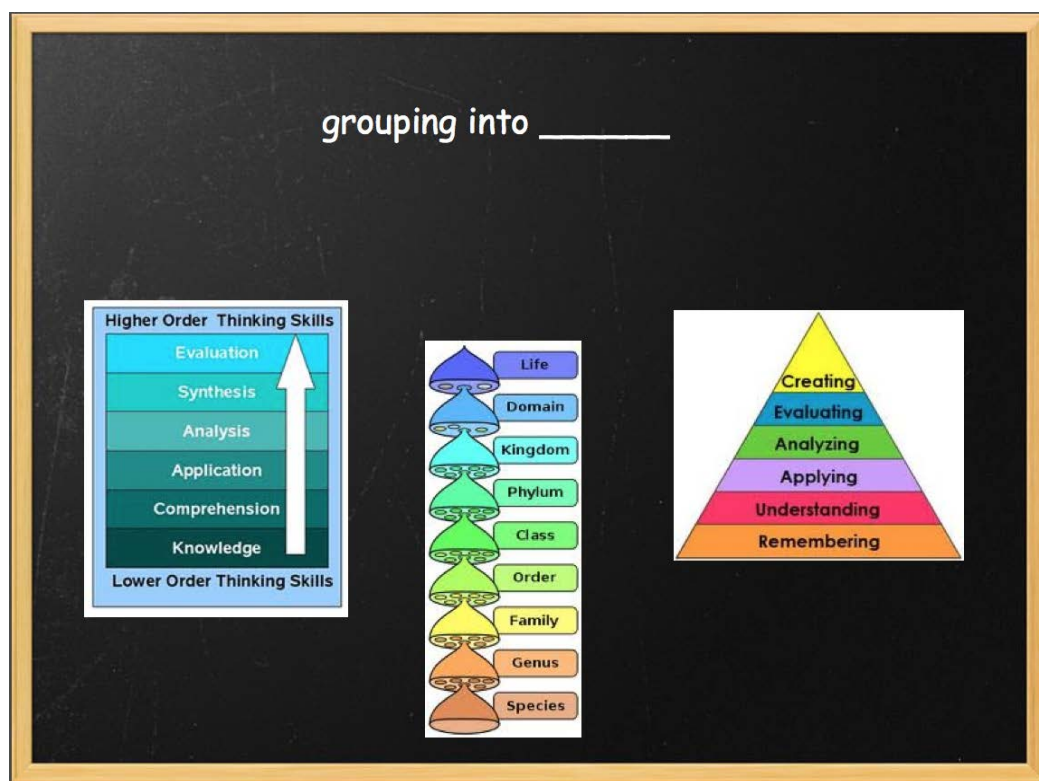 grouping into _______
Higher Order Thinking Skills
Evaluation
Synthesis
Analysis
Application
Comprehension
Knowledge
Lower Order Thinking Skills
Life
Domain
Kingdom
Phylum
Class
Order
Family
Genus
Species
Creating
Evaluating
Analyzing
Applying
Understanding
Remembering